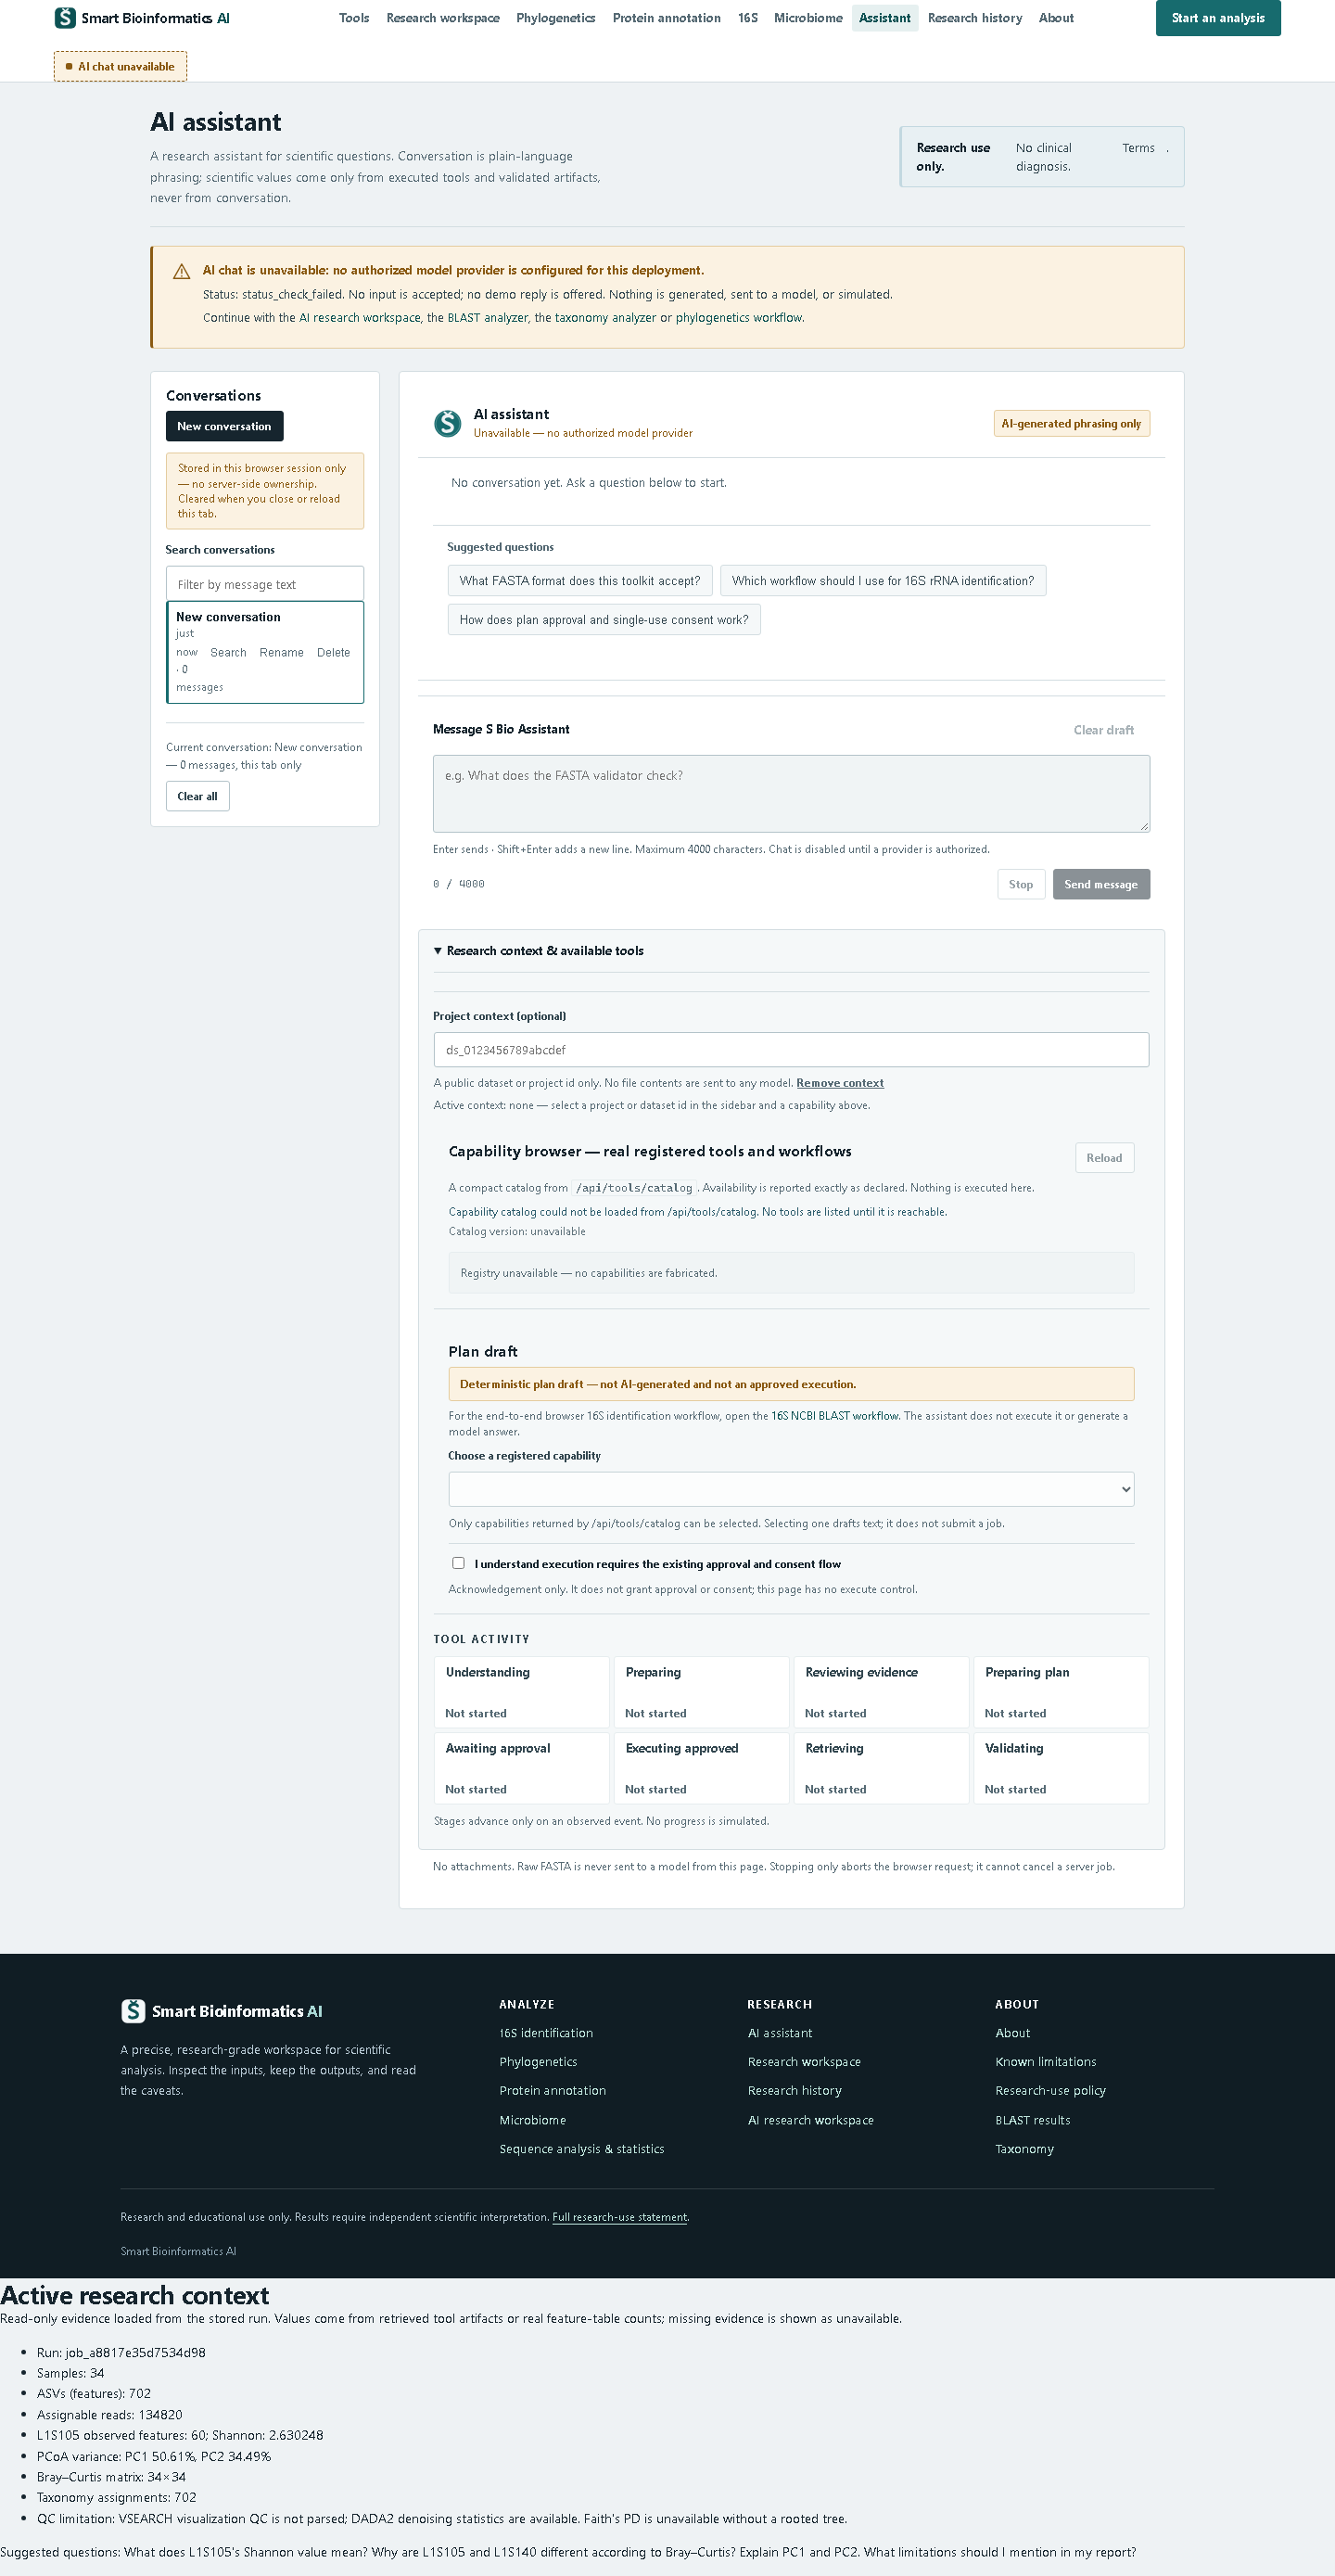 Smart Bioinformatics AI
Tools Research workspace Phylogenetics Protein annotation 16S Microbiome Assistant Research history About
Start an analysis
AI chat unavailable
AI assistant
A research assistant for scientific questions. Conversation is plain-language
phrasing; scientific values come only from executed tools and validated artifacts,
never from conversation.
Research use only.
No clinical diagnosis.
Terms .
AI chat is unavailable: no authorized model provider is configured for this deployment.
Status: status_check_failed. No input is accepted; no demo reply is offered. Nothing is generated, sent to a model, or simulated.
Continue with the AI research workspace, the BLAST analyzer, the taxonomy analyzer or phylogenetics workflow.
Conversations
New conversation
Stored in this browser session only
— no server-side ownership.
Cleared when you close or reload
this tab.
Search conversations
Filter by message text
New conversation
just
now
· 0
messages
Search Rename Delete
Current conversation: New conversation
— 0 messages, this tab only
Clear all
Š
AI assistant
Unavailable — no authorized model provider
AI-generated phrasing only
No conversation yet. Ask a question below to start.
Suggested questions
What FASTA format does this toolkit accept?
Which workflow should I use for 16S rRNA identification?
How does plan approval and single-use consent work?
Message S Bio Assistant
Clear draft
e.g. What does the FASTA validator check?
Enter sends · Shift+Enter adds a new line. Maximum 4000 characters. Chat is disabled until a provider is authorized.
0 / 4000
Stop
Send message
▼ Research context & available tools
Project context (optional)
ds_0123456789abcdef
A public dataset or project id only. No file contents are sent to any model. Remove context
Active context: none — select a project or dataset id in the sidebar and a capability above.
Capability browser — real registered tools and workflows
Reload
A compact catalog from /api/tools/catalog . Availability is reported exactly as declared. Nothing is executed here.
Capability catalog could not be loaded from /api/tools/catalog. No tools are listed until it is reachable.
Catalog version: unavailable
Registry unavailable — no capabilities are fabricated.
Plan draft
Deterministic plan draft — not AI-generated and not an approved execution.
For the end-to-end browser 16S identification workflow, open the 16S NCBI BLAST workflow. The assistant does not execute it or generate a
model answer.
Choose a registered capability
Only capabilities returned by /api/tools/catalog can be selected. Selecting one drafts text; it does not submit a job.
I understand execution requires the existing approval and consent flow
Acknowledgement only. It does not grant approval or consent; this page has no execute control.
TOOL ACTIVITY
Understanding Preparing Reviewing evidence Preparing plan
Not started Not started Not started Not started
Awaiting approval Executing approved Retrieving Validating
Not started Not started Not started Not started
Stages advance only on an observed event. No progress is simulated.
No attachments. Raw FASTA is never sent to a model from this page. Stopping only aborts the browser request; it cannot cancel a server job.
Smart Bioinformatics AI
A precise, research-grade workspace for scientific
analysis. Inspect the inputs, keep the outputs, and read
the caveats.
ANALYZE
16S identification
Phylogenetics
Protein annotation
Microbiome
Sequence analysis & statistics
RESEARCH
AI assistant
Research workspace
Research history
AI research workspace
ABOUT
About
Known limitations
Research-use policy
BLAST results
Taxonomy
Research and educational use only. Results require independent scientific interpretation. Full research-use statement.
Smart Bioinformatics AI
Active research context
Read-only evidence loaded from the stored run. Values come from retrieved tool artifacts or real feature-table counts; missing evidence is shown as unavailable.
• Run: job_a8817e35d7534d98
• Samples: 34
• ASVs (features): 702
• Assignable reads: 134820
• L1S105 observed features: 60; Shannon: 2.630248
• PCoA variance: PC1 50.61%, PC2 34.49%
• Bray–Curtis matrix: 34×34
• Taxonomy assignments: 702
• QC limitation: VSEARCH visualization QC is not parsed; DADA2 denoising statistics are available. Faith's PD is unavailable without a rooted tree.
Suggested questions: What does L1S105's Shannon value mean? Why are L1S105 and L1S140 different according to Bray–Curtis? Explain PC1 and PC2. What limitations should I mention in my report?